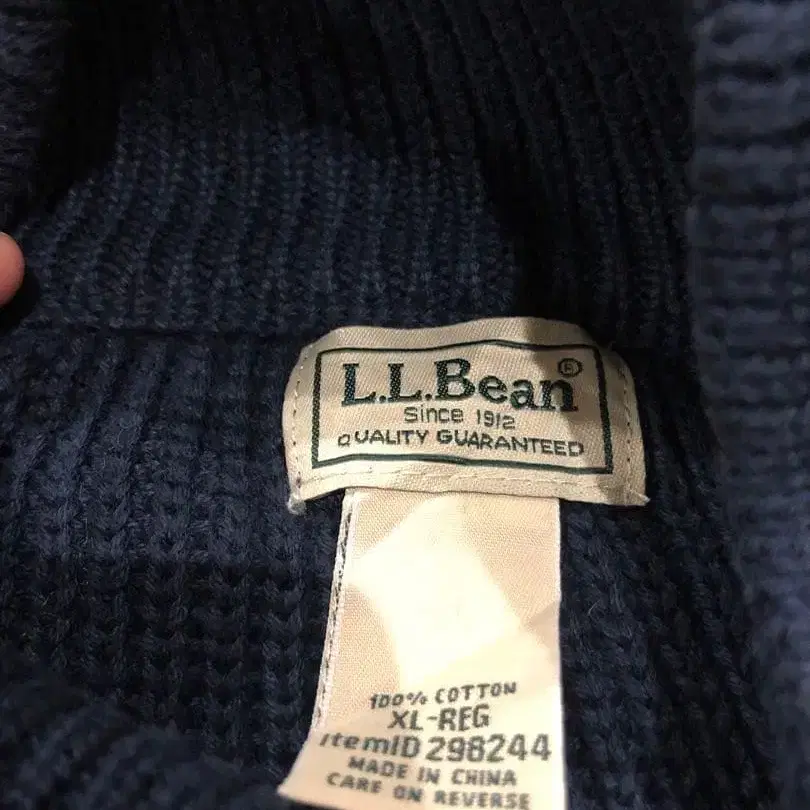 L.L.Bean®
Since 1912
QUALITY GUARANTEED
100% COTTON
XL-REG
ItemID 298244
MADE IN CHINA
CARE ON REVERSE